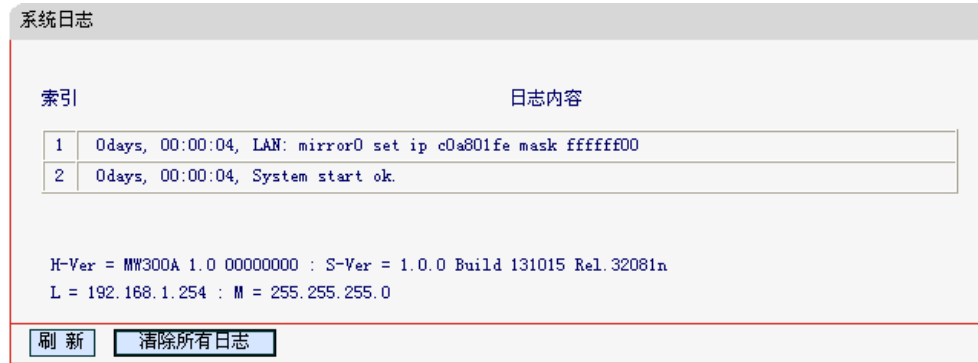 系统日志
索引 日志内容
1 0days, 00:00:04, LAN: mirror0 set ip c0a801fe mask ffffff00
2 0days, 00:00:04, System start ok.
H-Ver = MW300A 1.0 00000000 : S-Ver = 1.0.0 Build 131015 Rel.32081n
L = 192.168.1.254 : M = 255.255.255.0
刷 新 清除所有日志